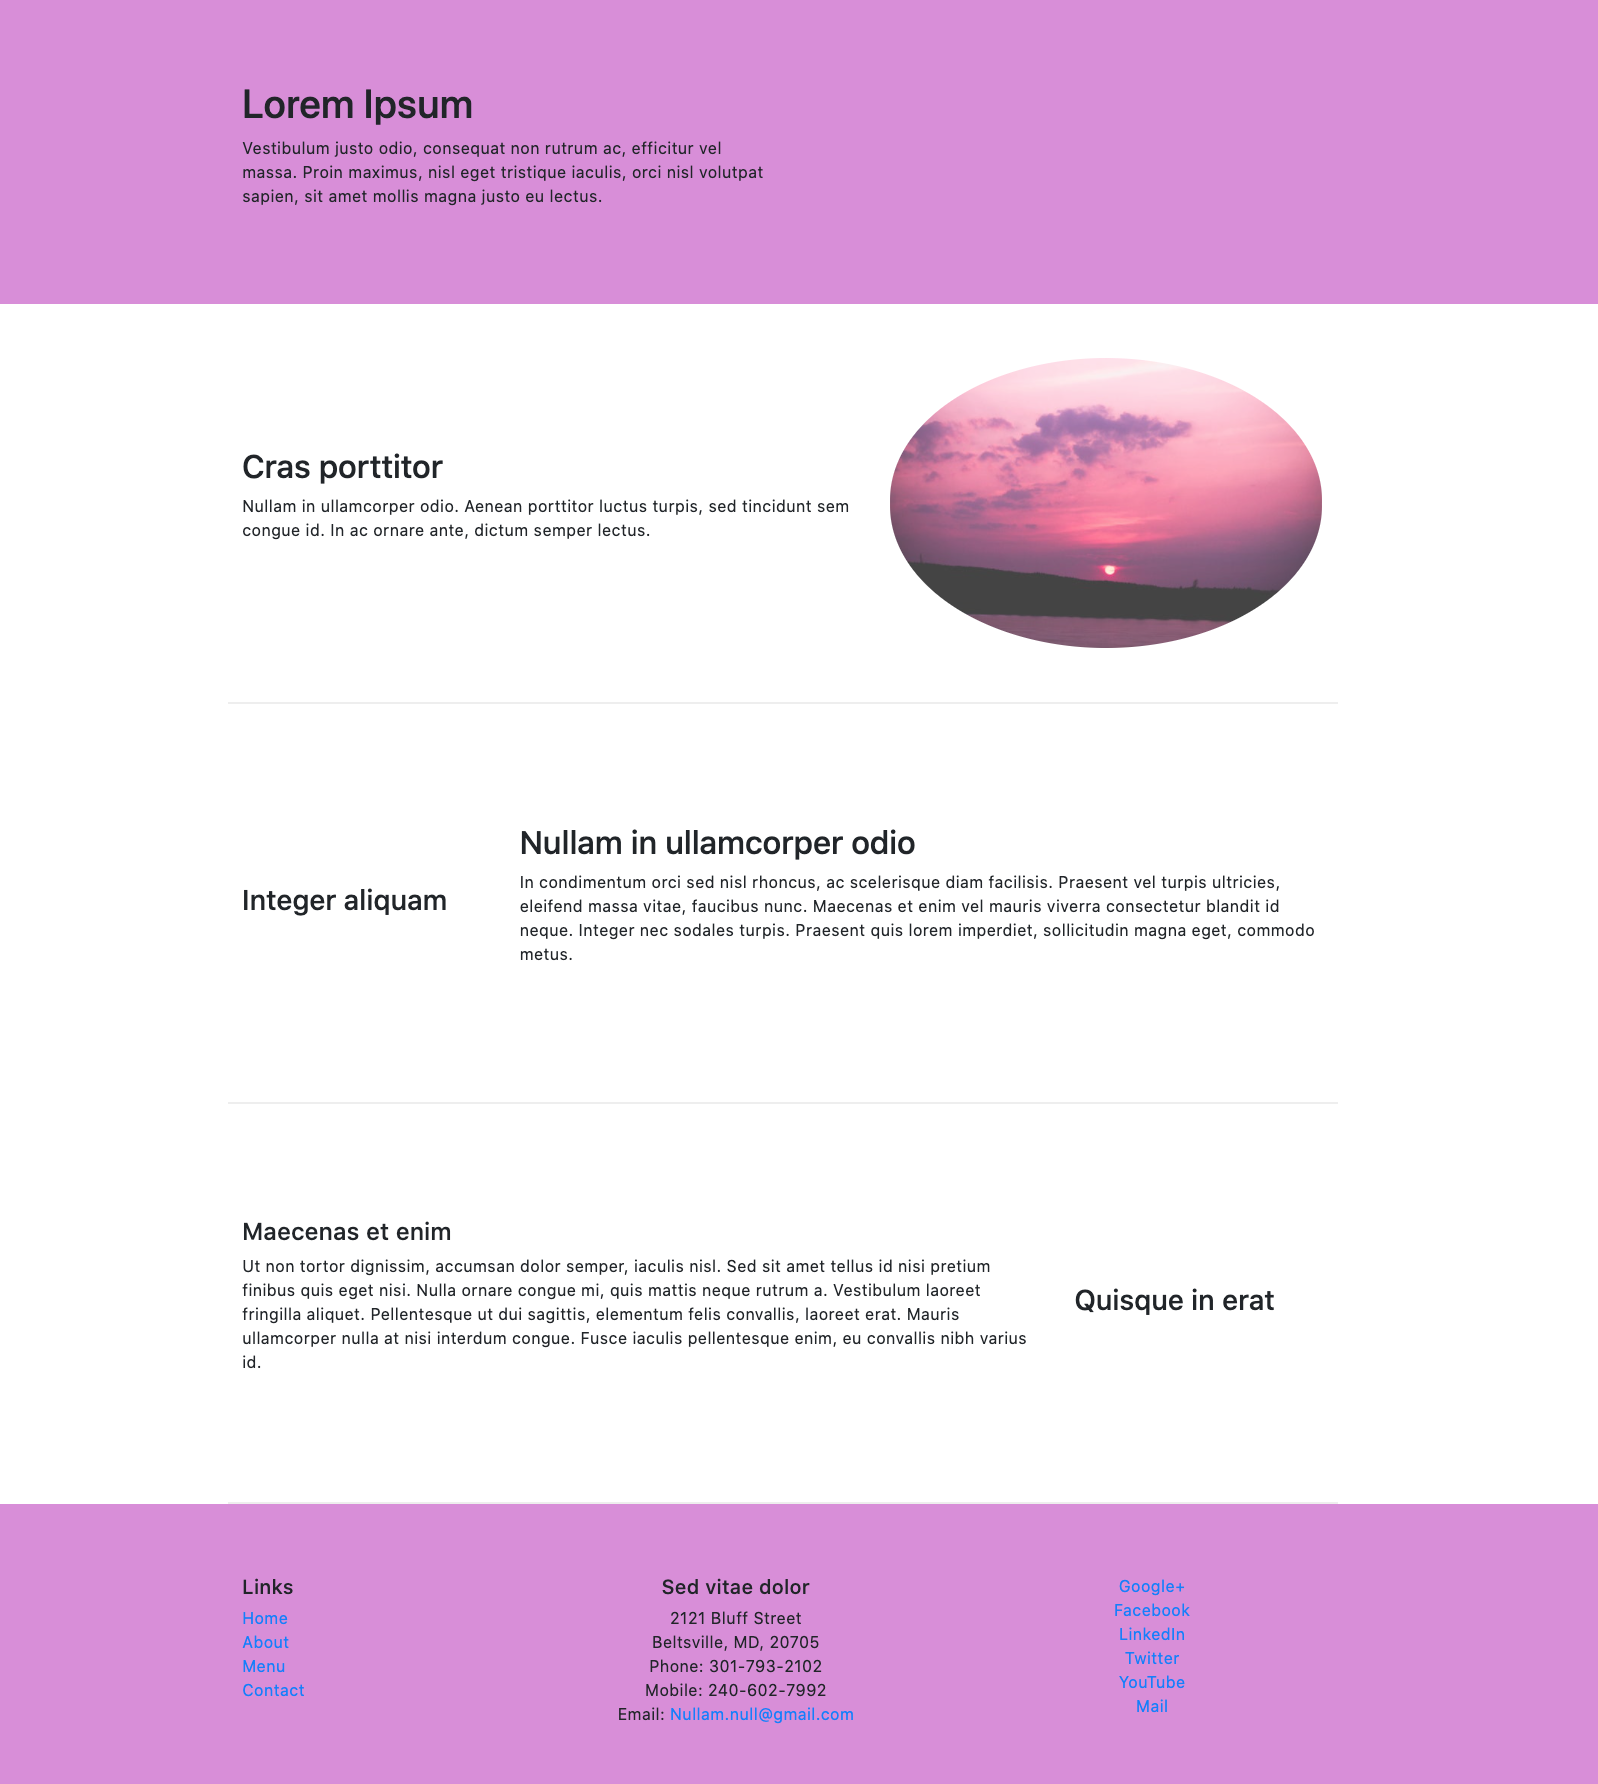 Lorem Ipsum
Vestibulum justo odio, consequat non rutrum ac, efficitur vel
massa. Proin maximus, nisl eget tristique iaculis, orci nisl volutpat
sapien, sit amet mollis magna justo eu lectus.
Cras porttitor
Nullam in ullamcorper odio. Aenean porttitor luctus turpis, sed tincidunt sem
congue id. In ac ornare ante, dictum semper lectus.
Integer aliquam
Nullam in ullamcorper odio
In condimentum orci sed nisl rhoncus, ac scelerisque diam facilisis. Praesent vel turpis ultricies,
eleifend massa vitae, faucibus nunc. Maecenas et enim vel mauris viverra consectetur blandit id
neque. Integer nec sodales turpis. Praesent quis lorem imperdiet, sollicitudin magna eget, commodo
metus.
Maecenas et enim
Ut non tortor dignissim, accumsan dolor semper, iaculis nisl. Sed sit amet tellus id nisi pretium
finibus quis eget nisi. Nulla ornare congue mi, quis mattis neque rutrum a. Vestibulum laoreet
fringilla aliquet. Pellentesque ut dui sagittis, elementum felis convallis, laoreet erat. Mauris
ullamcorper nulla at nisi interdum congue. Fusce iaculis pellentesque enim, eu convallis nibh varius
id.
Quisque in erat
Links
Home
About
Menu
Contact
Sed vitae dolor
2121 Bluff Street
Beltsville, MD, 20705
Phone: 301-793-2102
Mobile: 240-602-7992
Email: Nullam.null@gmail.com
Google+
Facebook
LinkedIn
Twitter
YouTube
Mail